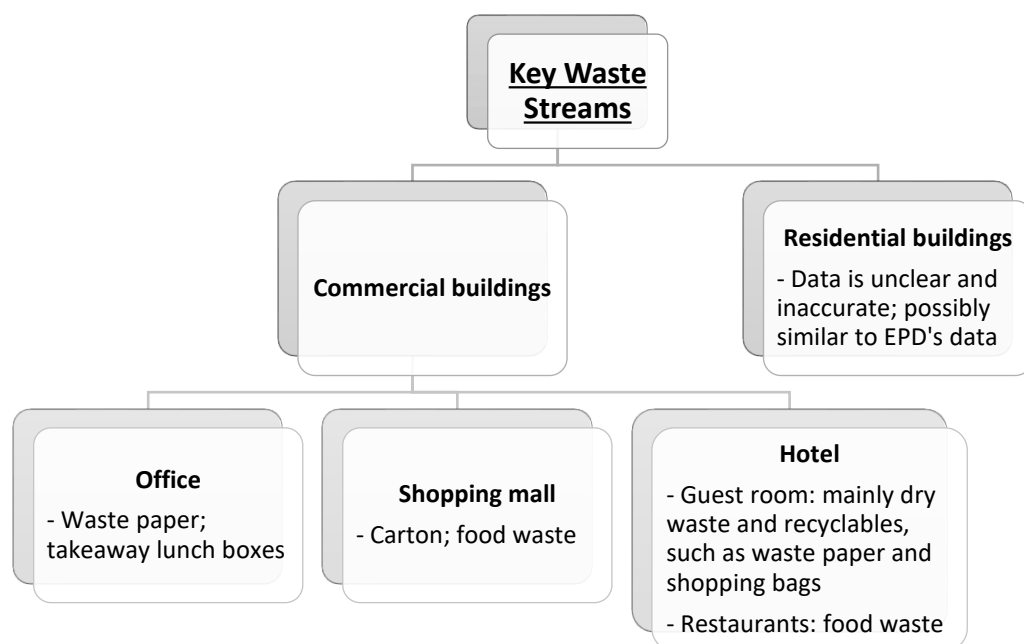 Key Waste
Streams
Commercial buildings
Residential buildings
- Data is unclear and
inaccurate; possibly
similar to EPD's data
Office
- Waste paper;
takeaway lunch boxes
Shopping mall
- Carton; food waste
Hotel
- Guest room: mainly dry
waste and recyclables,
such as waste paper and
shopping bags
- Restaurants: food waste